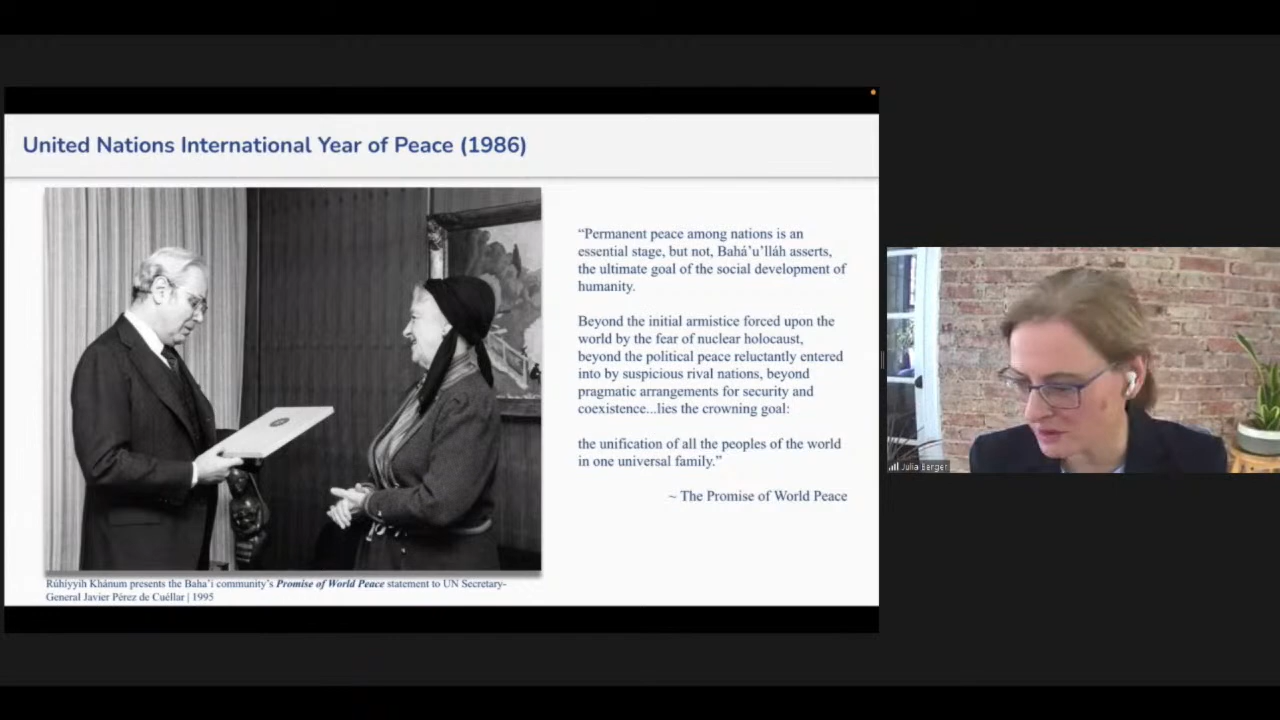 United Nations International Year of Peace (1986)
“Permanent peace among nations is an
essential stage, but not, Bahá’u’lláh asserts,
the ultimate goal of the social development of
humanity.
Beyond the initial armistice forced upon the
world by the fear of nuclear holocaust,
beyond the political peace reluctantly entered
into by suspicious rival nations, beyond
pragmatic arrangements for security and
coexistence...lies the crowning goal:
the unification of all the peoples of the world
in one universal family.”
~ The Promise of World Peace
Rúhíyyih Khánum presents the Baha’i community’s Promise of World Peace statement to UN Secretary-
General Javier Pérez de Cuéllar | 1995
Julia Berger